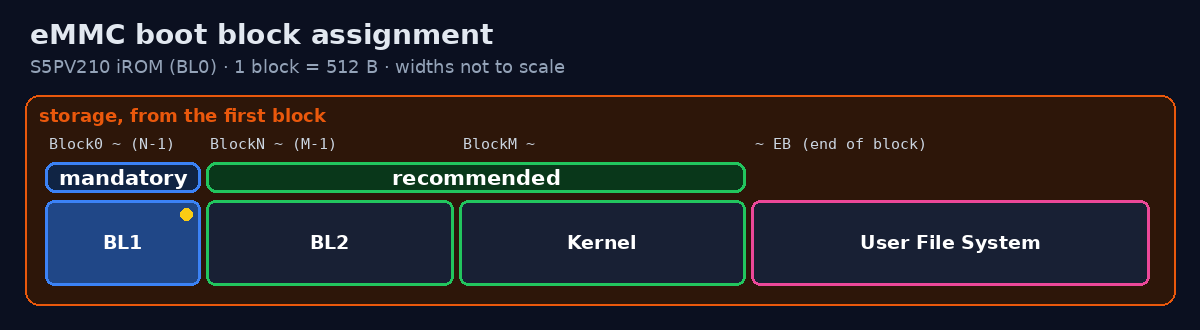 eMMC boot block assignment
S5PV210 iROM (BL0) · 1 block = 512 B · widths not to scale
storage, from the first block
Block0 ~ (N-1) BlockN ~ (M-1) BlockM ~ ~ EB (end of block)
mandatory recommended
BL1 BL2 Kernel User File System